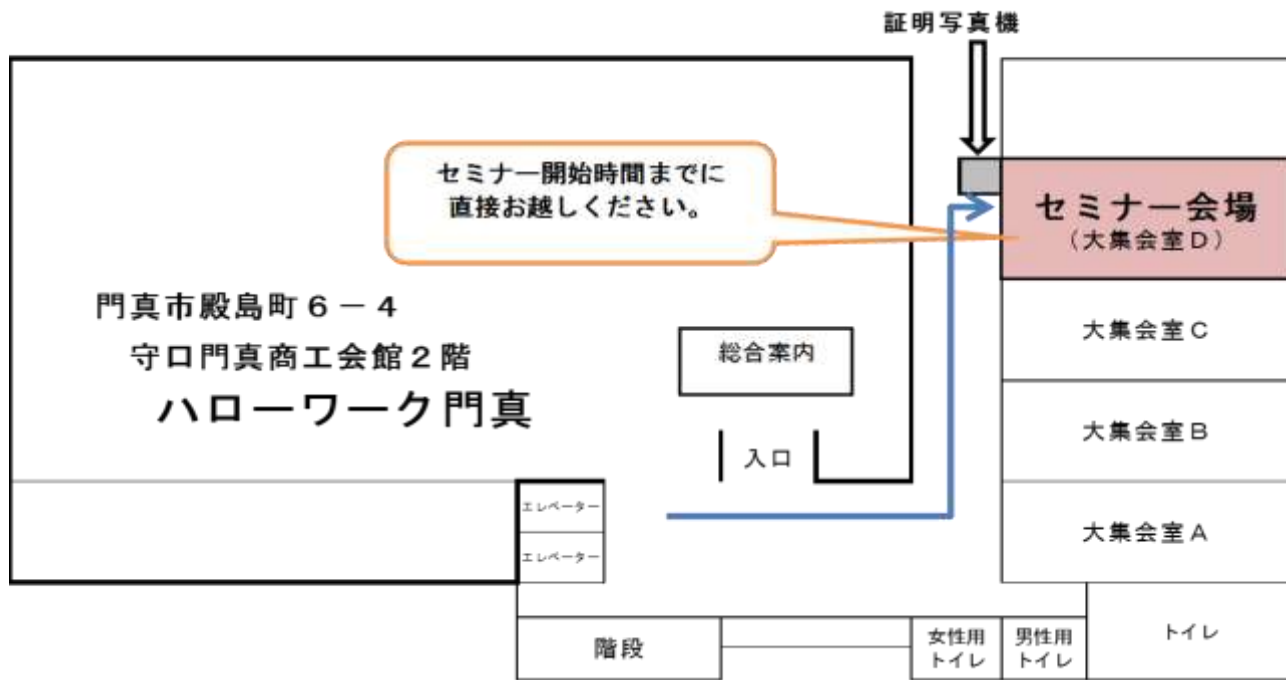 証明写真機
セミナー開始時間までに
直接お越しください。
セミナー会場
（大集会室Ｄ）
門真市殿島町６－４
守口門真商工会館２階
ハローワーク門真
総合案内
入口
大集会室Ｃ
大集会室Ｂ
大集会室Ａ
エレベーター
エレベーター
階段
女性用
トイレ
男性用
トイレ
トイレ